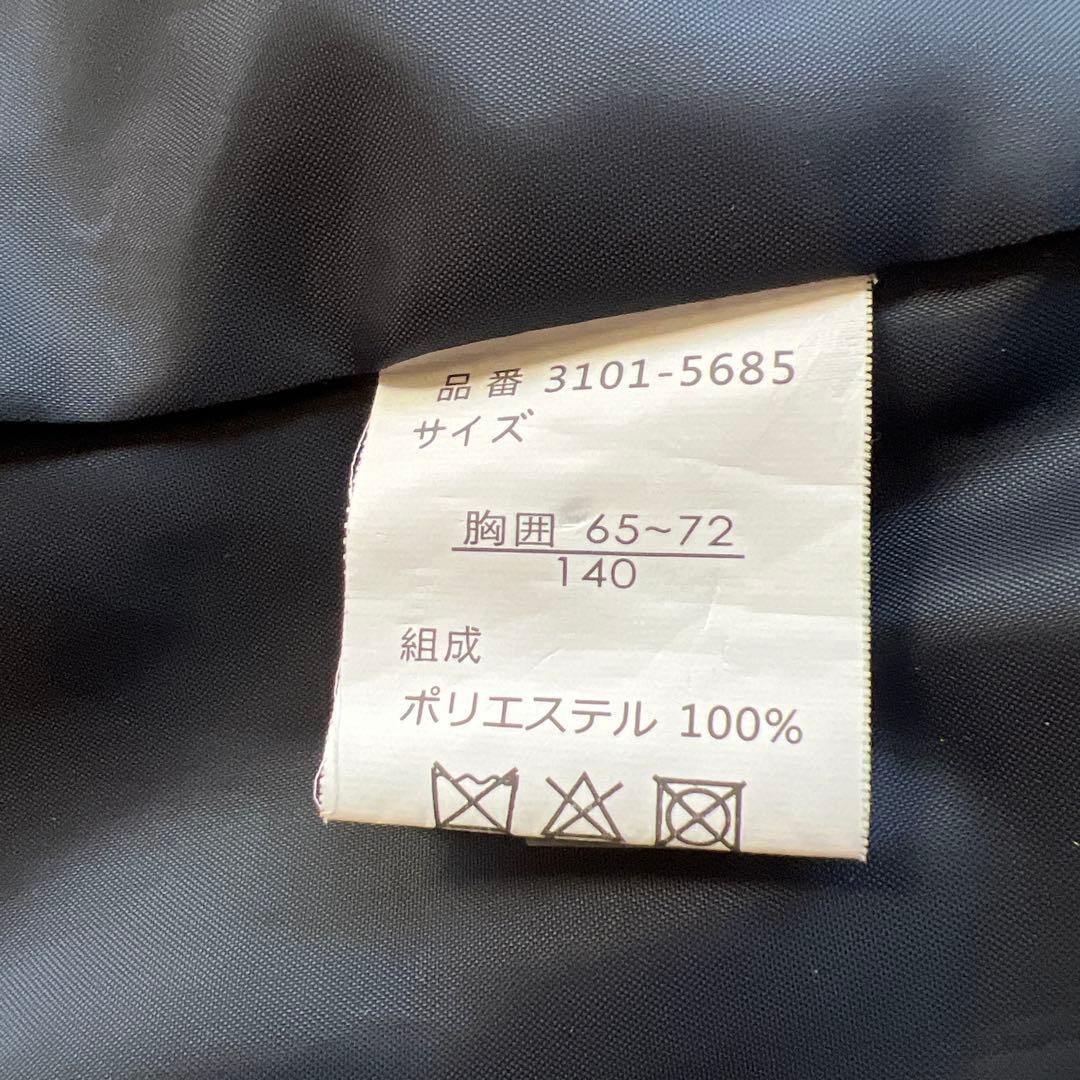 品番 3101-5685
サイズ
胸囲 65~72
140
組成
ポリエステル 100%